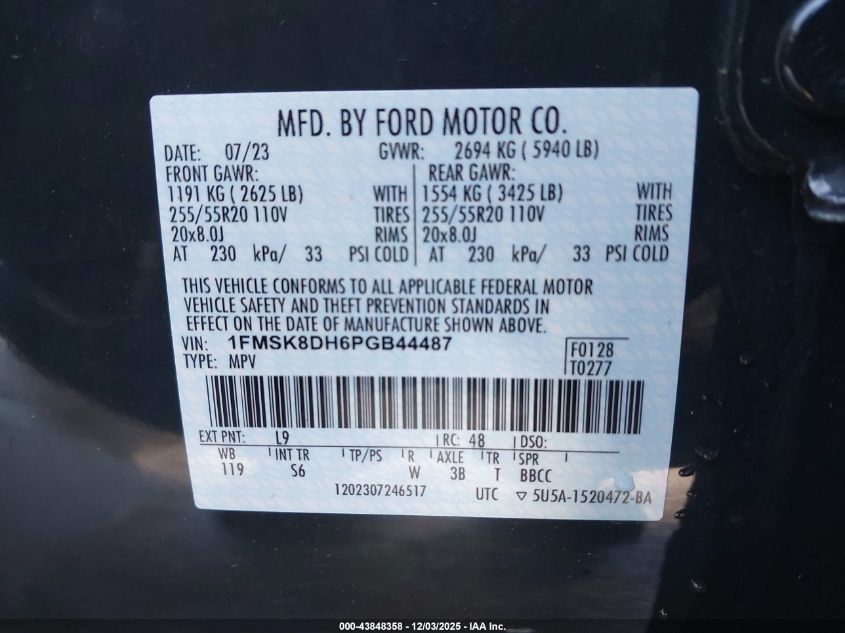 MFD. BY FORD MOTOR CO.
DATE: 07/23 GVWR: 2694 KG ( 5940 LB)
FRONT GAWR: REAR GAWR:
1191 KG ( 2625 LB) WITH 1554 KG ( 3425 LB) WITH
255/55R20 110V TIRES 255/55R20 110V TIRES
20x8.0J RIMS 20x8.0J RIMS
AT 230 kPa/ 33 PSI COLD AT 230 kPa/ 33 PSI COLD
THIS VEHICLE CONFORMS TO ALL APPLICABLE FEDERAL MOTOR
VEHICLE SAFETY AND THEFT PREVENTION STANDARDS IN
EFFECT ON THE DATE OF MANUFACTURE SHOWN ABOVE.
VIN: 1FMSK8DH6PGB44487 F0128
TYPE: MPV T0277
EXT PNT: L9 RC: 48 DSO:
WB INT TR TP/PS R AXLE TR SPR
119 S6 W 3B T BBCC
1202307246517 UTC ▽ 5U5A-1520472-BA
000-43848358 - 12/03/2025 - IAA Inc.